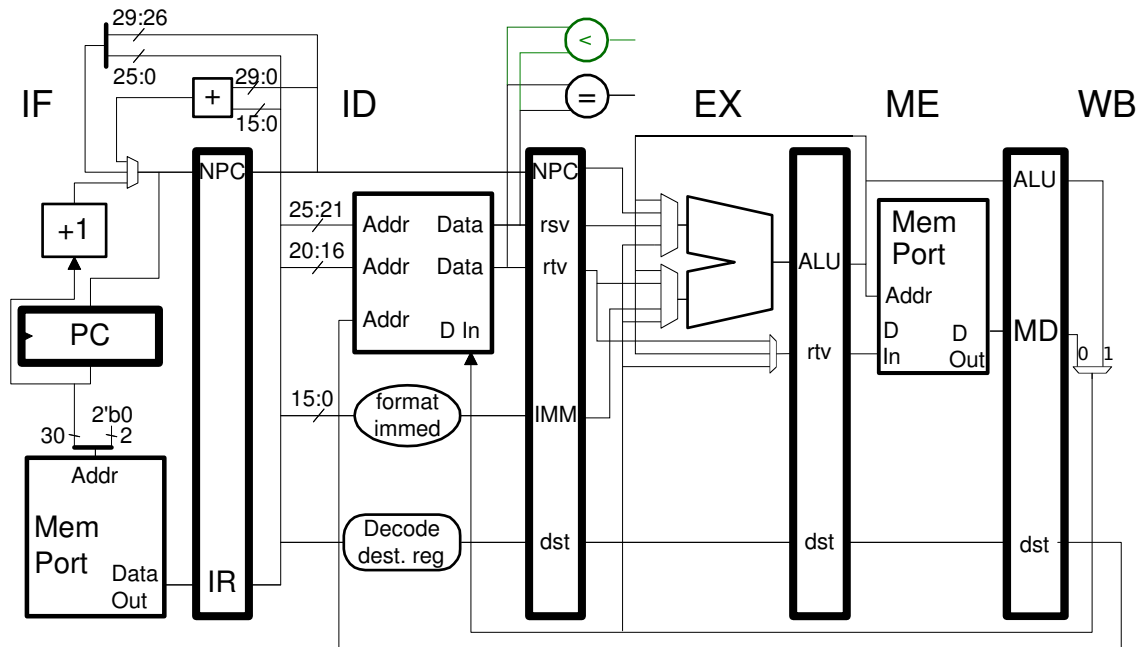 29:26
25:0
<
+
29:0
15:0
=
IF
ID
EX
ME
WB
NPC
NPC
ALU
+1
25:21
Addr
Data
rsv
20:16
Addr
Data
rtv
Mem
Port
ALU
Addr
PC
Addr
D In
D
In
D
Out
rtv
MD
0 1
15:0
format
immed
IMM
2'b0
30
2
Addr
Mem
Port
Data
Out
IR
Decode
dest. reg
dst
dst
dst